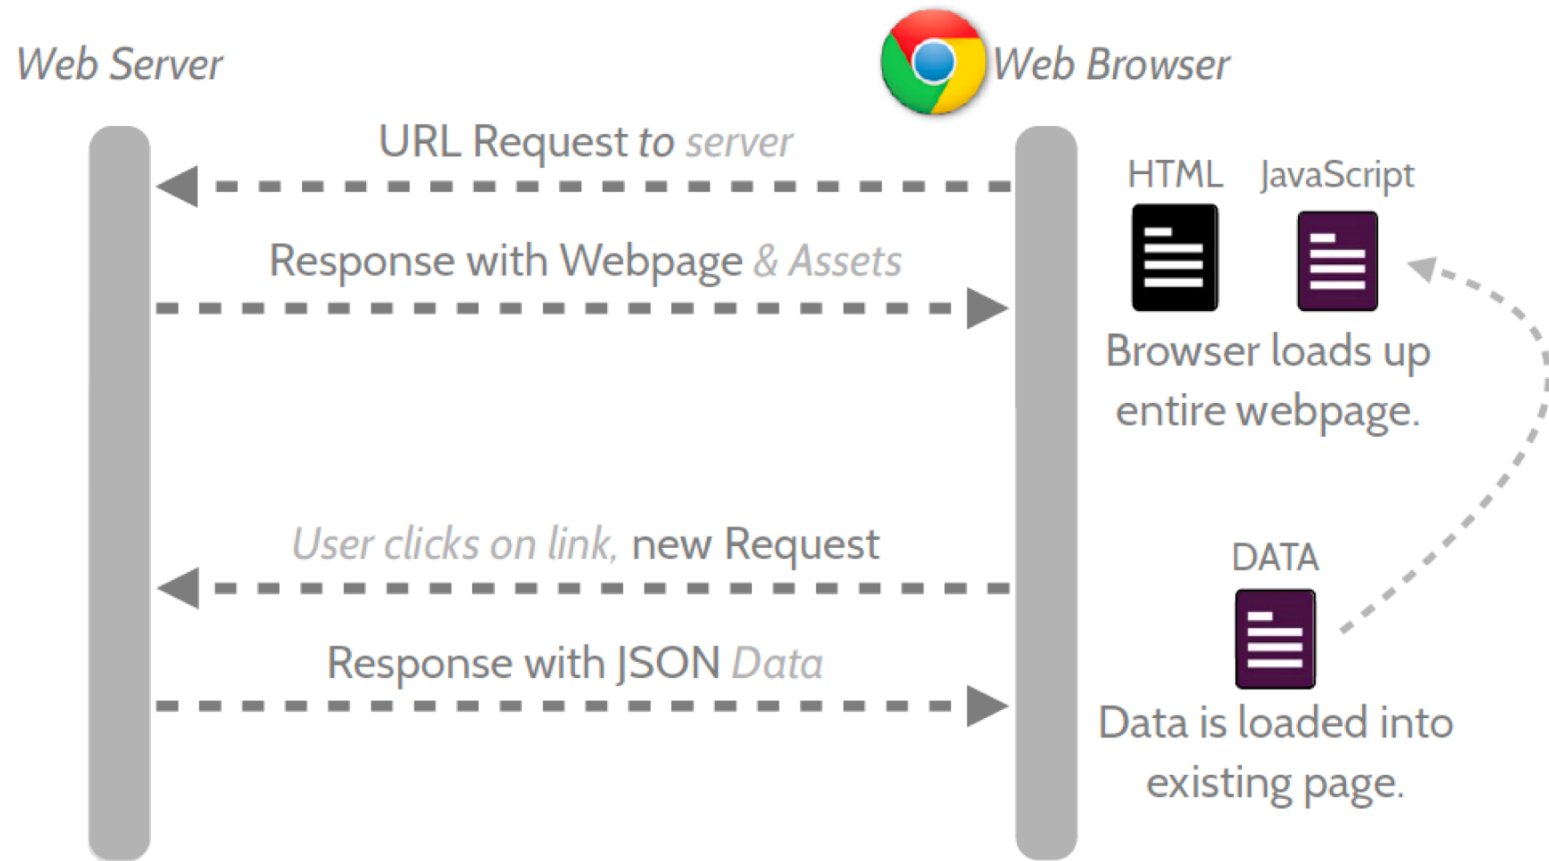 Web Server
Web Browser
URL Request to server
HTML JavaScript
Response with Webpage & Assets
Browser loads up
entire webpage.
User clicks on link, new Request
DATA
Response with JSON Data
Data is loaded into
existing page.